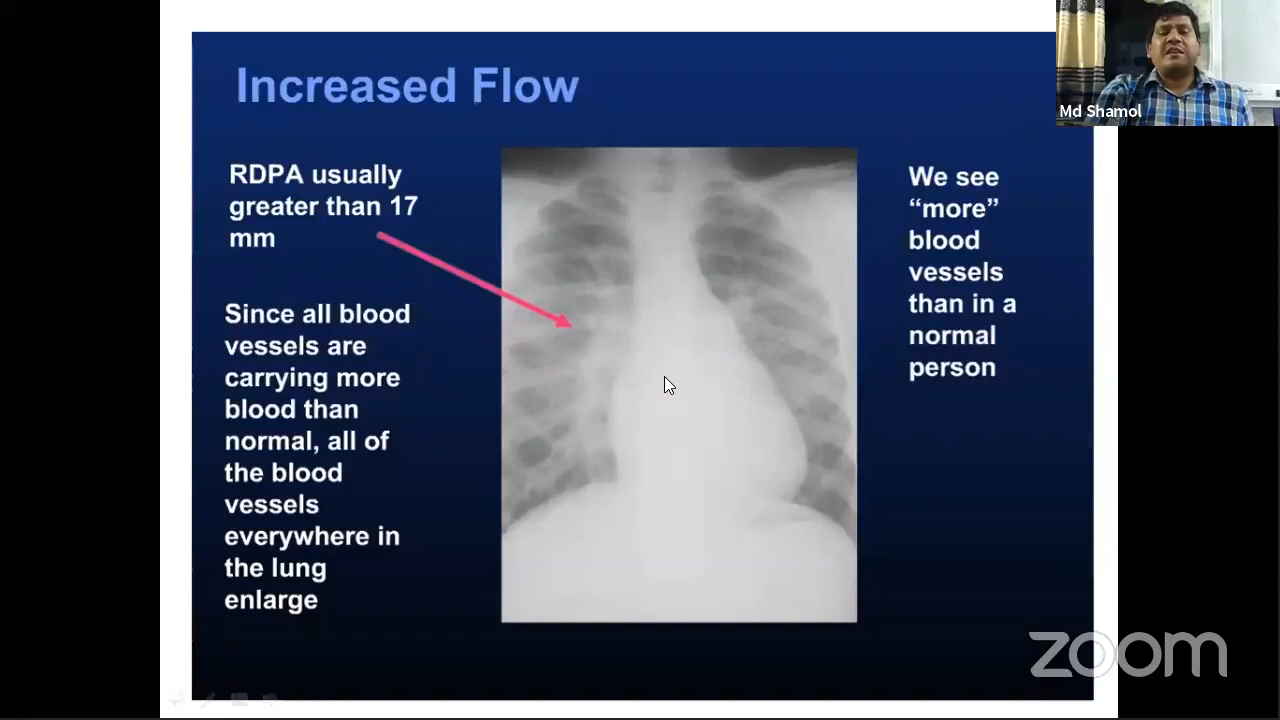 Increased Flow
RDPA usually
greater than 17
mm
Since all blood
vessels are
carrying more
blood than
normal, all of
the blood
vessels
everywhere in
the lung
enlarge
We see
“more”
blood
vessels
than in a
normal
person
Md Shamol
zoom